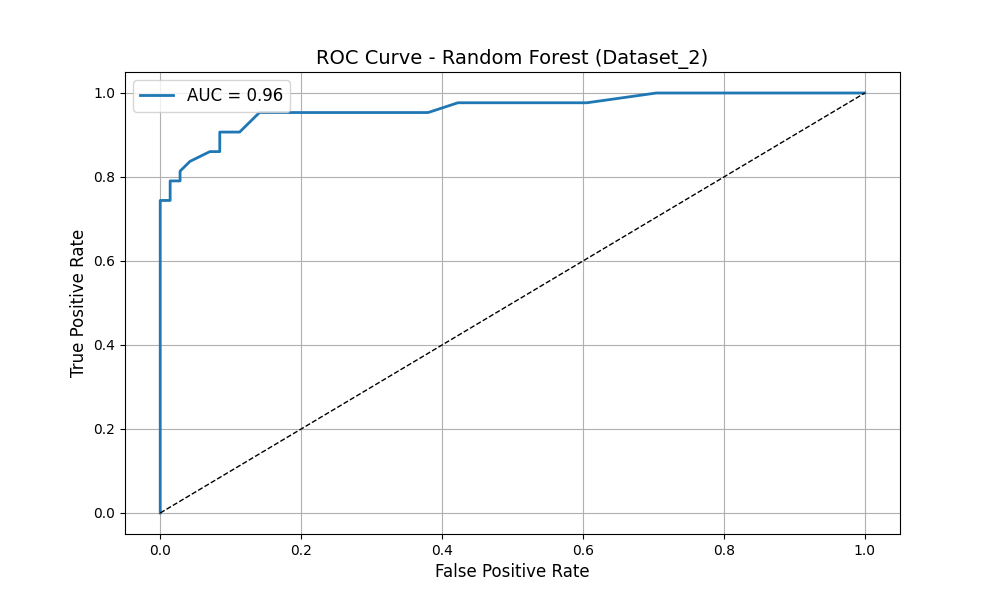 ROC Curve - Random Forest (Dataset_2)
AUC = 0.96
True Positive Rate
1.0
0.8
0.6
0.4
0.2
0.0
0.0 0.2 0.4 0.6 0.8 1.0
False Positive Rate